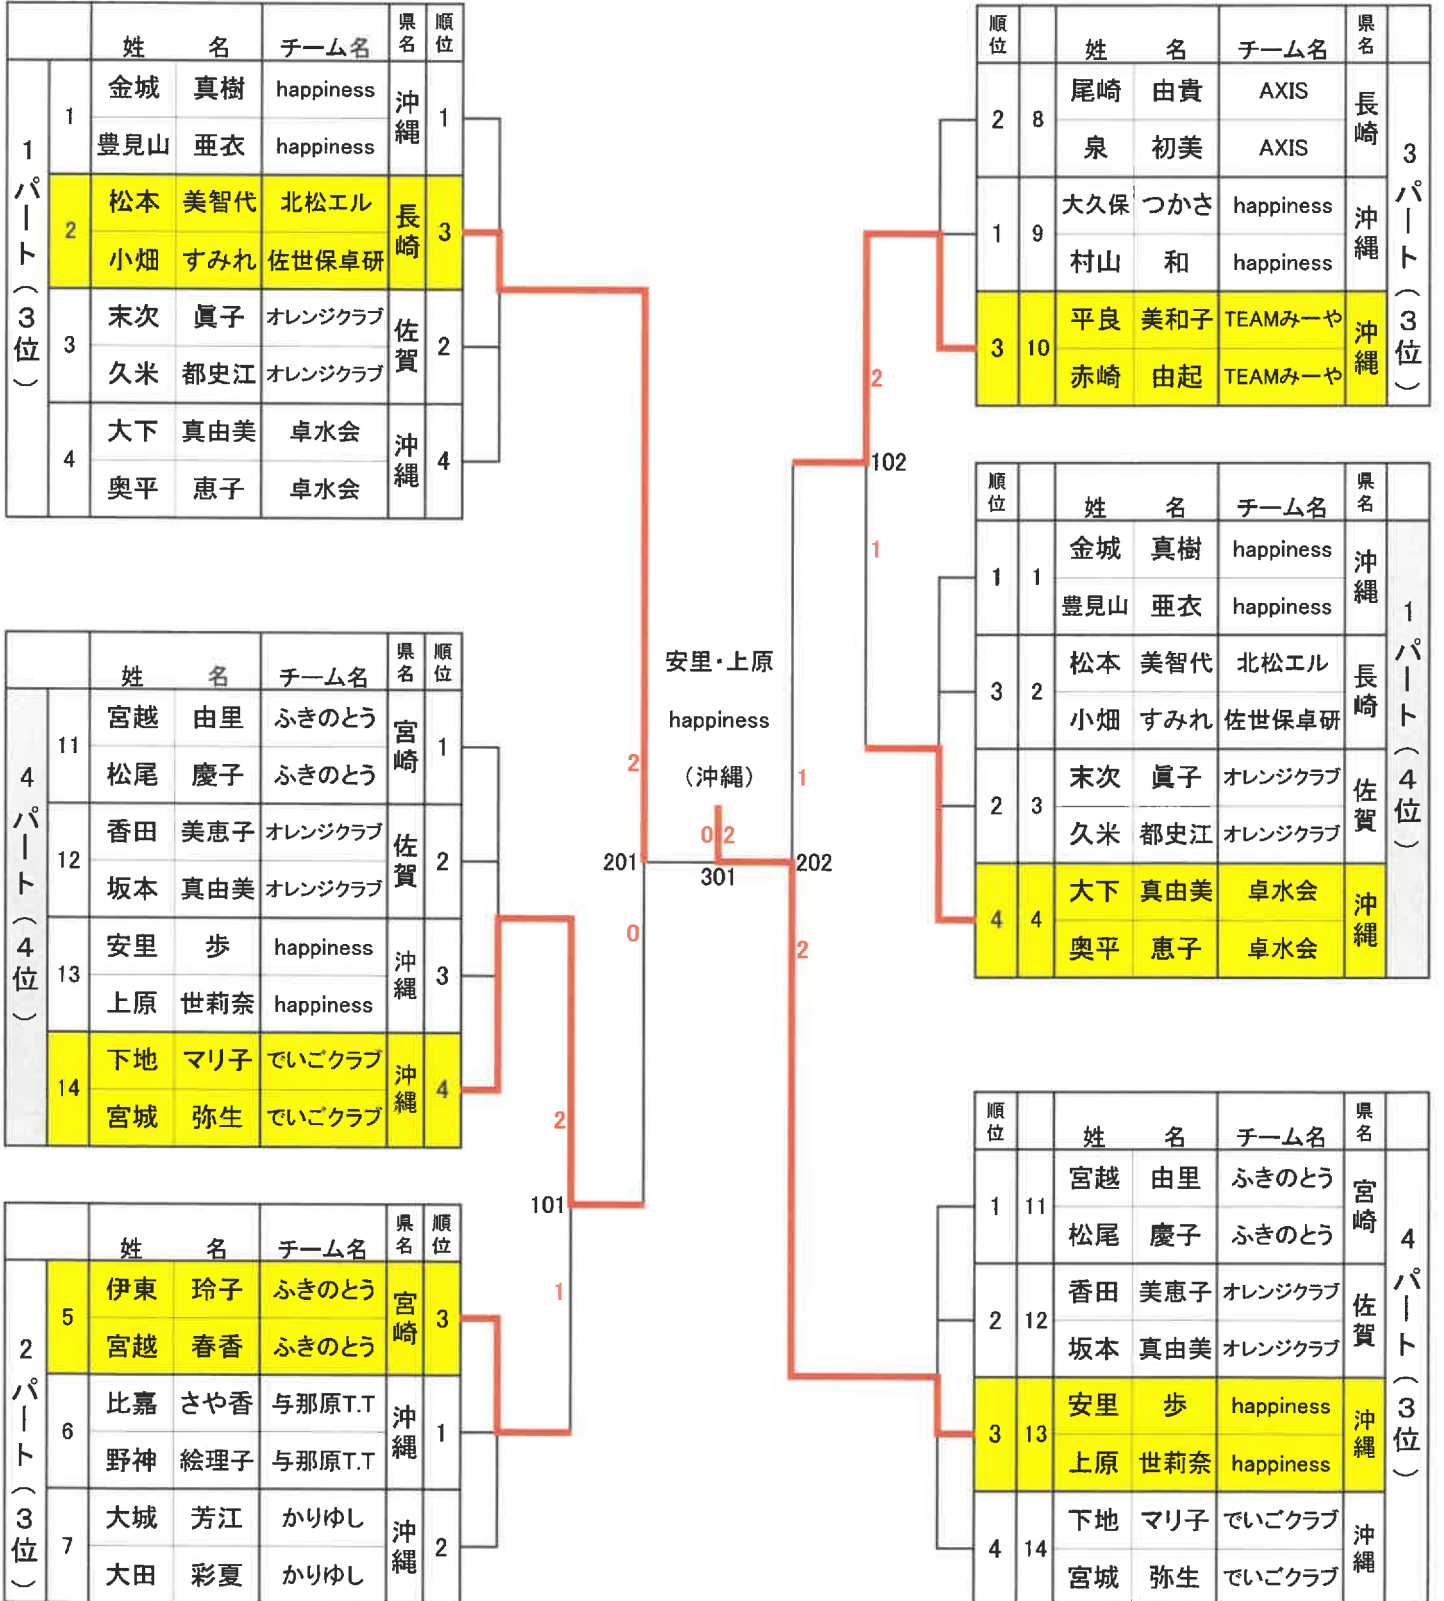 姓 名 チーム名 県名 順位
1パート（3位）
1 金城 真樹 happiness 沖縄 1
豊見山 亜衣 happiness
2 松本 美智代 北松エル 長崎 3
小畑 すみれ 佐世保卓研
3 末次 眞子 オレンジクラブ 佐賀 2
久米 都史江 オレンジクラブ
4 大下 真由美 卓水会 沖縄 4
奥平 恵子 卓水会
姓 名 チーム名 県名 順位
4パート（4位）
11 宮越 由里 ふきのとう 宮崎 1
松尾 慶子 ふきのとう
12 香田 美恵子 オレンジクラブ 佐賀 2
坂本 真由美 オレンジクラブ
13 安里 歩 happiness 沖縄 3
上原 世莉奈 happiness
14 下地 マリ子 でいごクラブ 沖縄 4
宮城 弥生 でいごクラブ
姓 名 チーム名 県名 順位
2パート（3位）
5 伊東 玲子 ふきのとう 宮崎 3
宮越 春香 ふきのとう
6 比嘉 さや香 与那原T.T 沖縄 1
野神 絵理子 与那原T.T
7 大城 芳江 かりゆし 沖縄 2
大田 彩夏 かりゆし
2
101
1
2
201
0
安里・上原
happiness
（沖縄）
0 2
301
1
202
2
2
102
1
順位 姓 名 チーム名 県名
3パート（3位）
2 8 尾崎 由貴 AXIS 長崎
泉 初美 AXIS
1 9 大久保 つかさ happiness 沖縄
村山 和 happiness
3 10 平良 美和子 TEAMみーや 沖縄
赤崎 由起 TEAMみーや
順位 姓 名 チーム名 県名
1パート（4位）
1 1 金城 真樹 happiness 沖縄
豊見山 亜衣 happiness
3 2 松本 美智代 北松エル 長崎
小畑 すみれ 佐世保卓研
2 3 末次 眞子 オレンジクラブ 佐賀
久米 都史江 オレンジクラブ
4 4 大下 真由美 卓水会 沖縄
奥平 恵子 卓水会
順位 姓 名 チーム名 県名
4パート（3位）
1 11 宮越 由里 ふきのとう 宮崎
松尾 慶子 ふきのとう
2 12 香田 美恵子 オレンジクラブ 佐賀
坂本 真由美 オレンジクラブ
3 13 安里 歩 happiness 沖縄
上原 世莉奈 happiness
4 14 下地 マリ子 でいごクラブ 沖縄
宮城 弥生 でいごクラブ